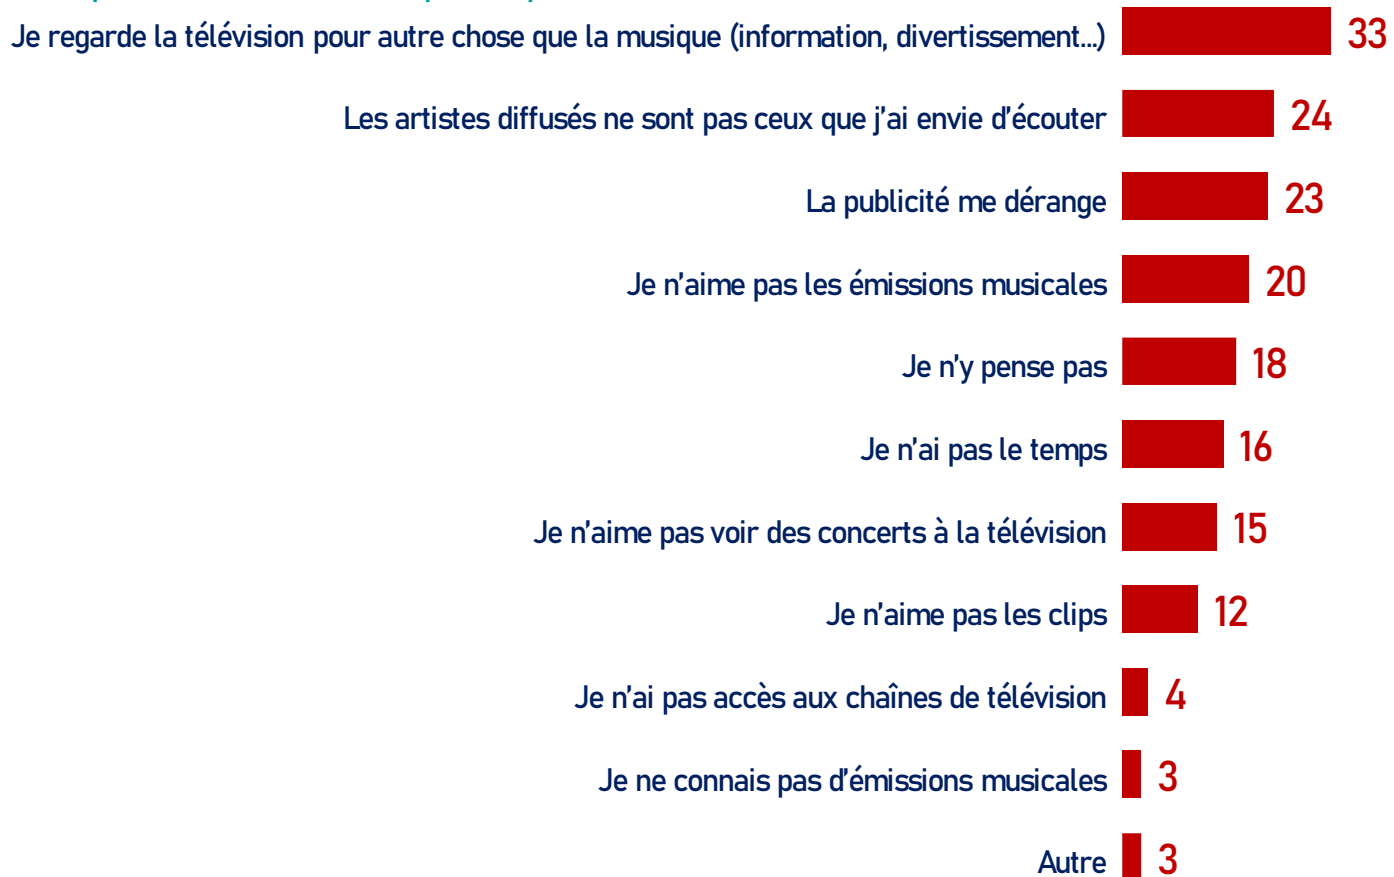 Je regarde la télévision pour autre chose que la musique (information, divertissement...) 33
Les artistes diffusés ne sont pas ceux que j'ai envie d'écouter 24
La publicité me dérange 23
Je n'aime pas les émissions musicales 20
Je n'y pense pas 18
Je n'ai pas le temps 16
Je n'aime pas voir des concerts à la télévision 15
Je n'aime pas les clips 12
Je n'ai pas accès aux chaînes de télévision 4
Je ne connais pas d'émissions musicales 3
Autre 3